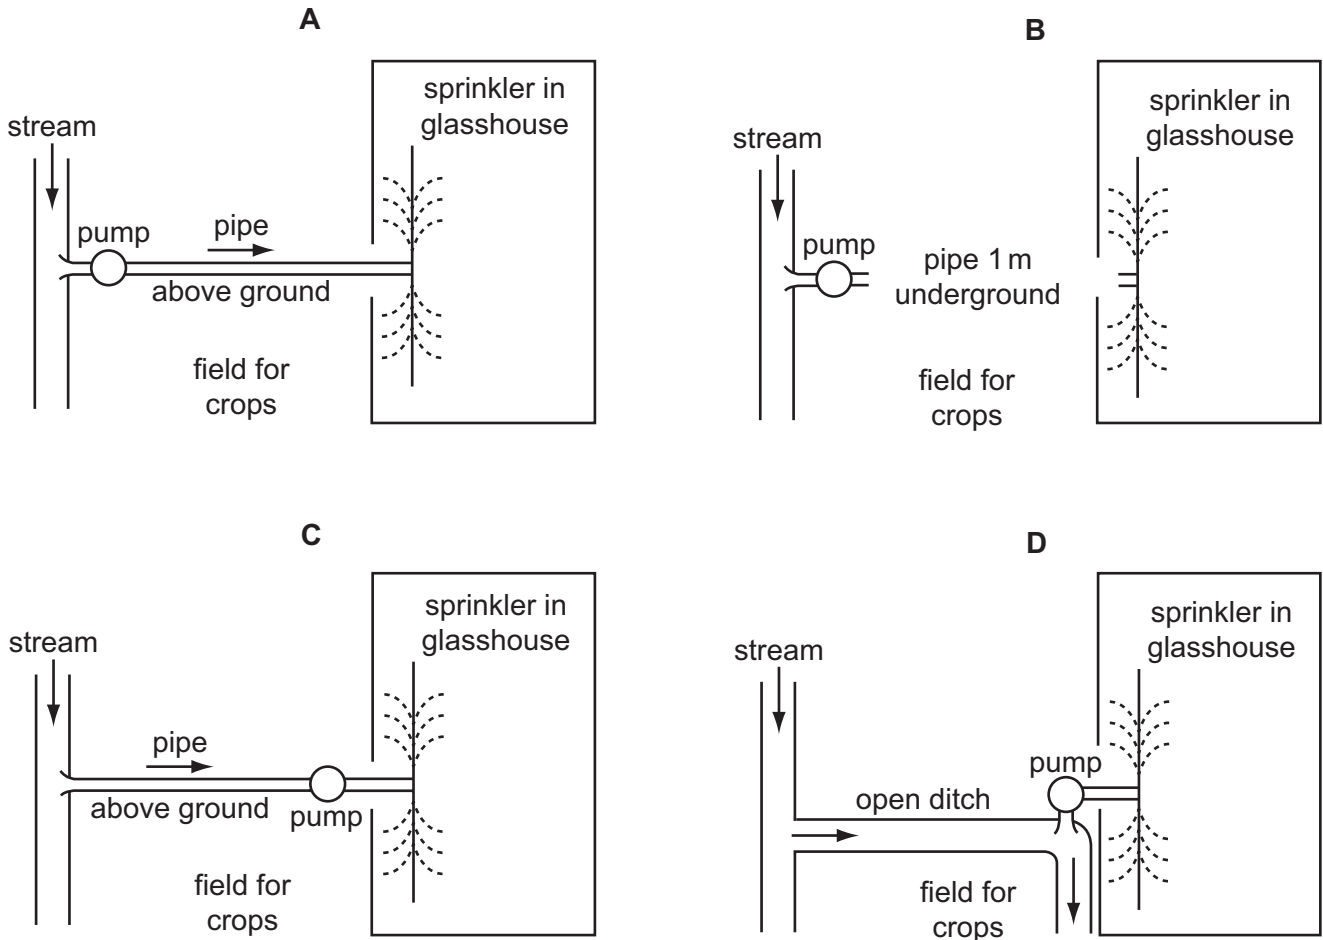 A
sprinkler in
glasshouse
stream
pump
pipe
above ground
field for
crops
B
sprinkler in
glasshouse
stream
pump
pipe 1 m
underground
field for
crops
C
sprinkler in
glasshouse
stream
pipe
above ground
pump
field for
crops
D
sprinkler in
glasshouse
stream
pump
open ditch
field for
crops